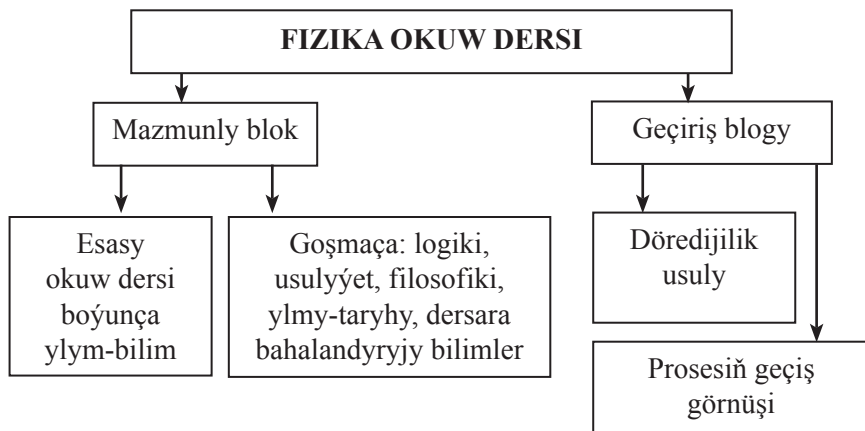 FIZIKA OKUW DERSI
Mazmunly blok
Geçiriş blogy
Esasy
okuw dersi
boýunça
ylym-bilim
Goşmaça: logiki,
usulyýet, filosofiki,
ylmy-taryhy, dersara
bahalandyryjy bilimler
Döredijilik
usuly
Prosesiň geçiş
görnüşi